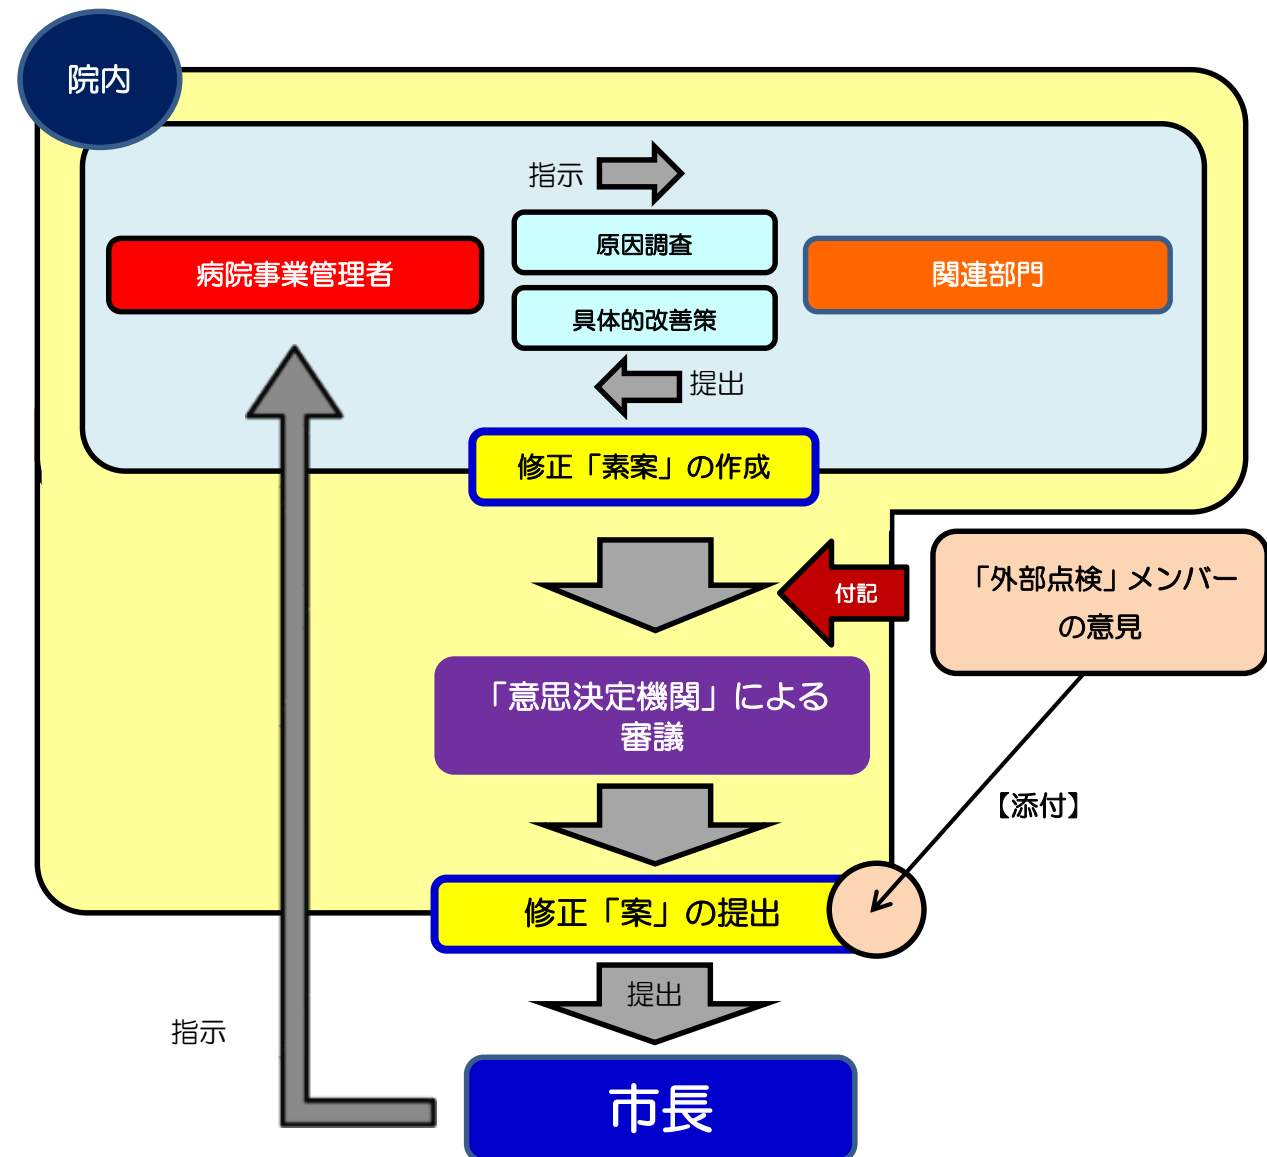 院内
指示
原因調査
病院事業管理者
関連部門
具体的改善策
提出
修正「素案」の作成
「外部点検」メンバー
の意見
付記
「意思決定機関」による
審議
【添付】
修正「案」の提出
提出
指示
市長